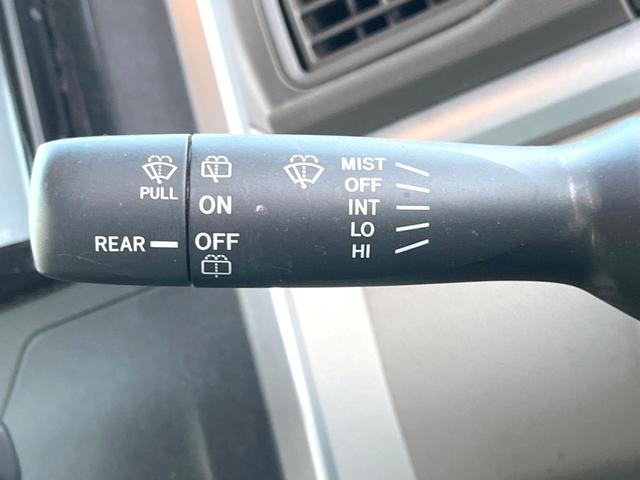 PULL
REAR
ON
OFF
MIST
OFF
INT
LO
HI